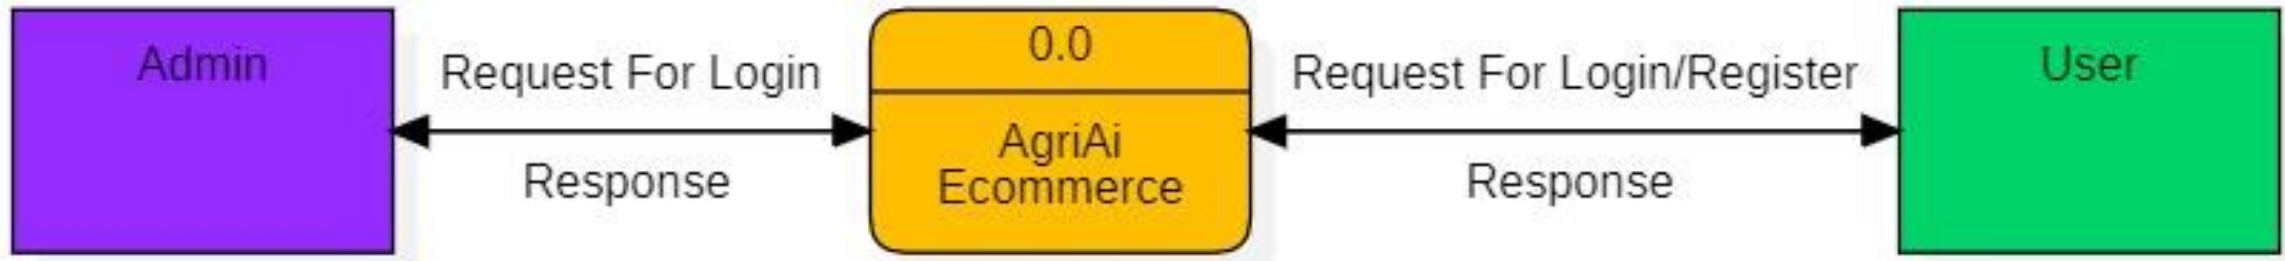 Admin
Request For Login
Response
0.0
AgriAi
Ecommerce
Request For Login/Register
Response
User